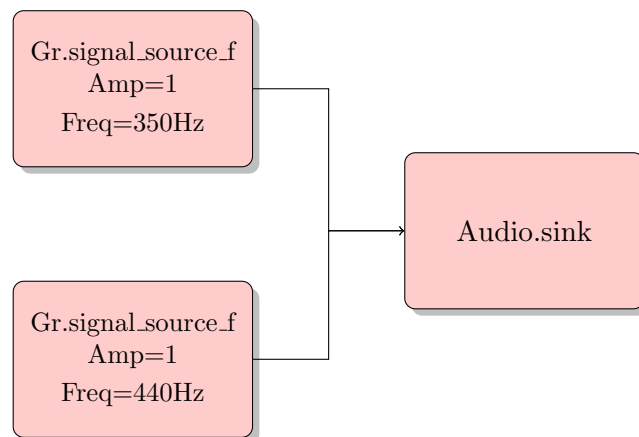 Gr.signal_source_f
Amp=1
Freq=350Hz
Audio.sink
Gr.signal_source_f
Amp=1
Freq=440Hz